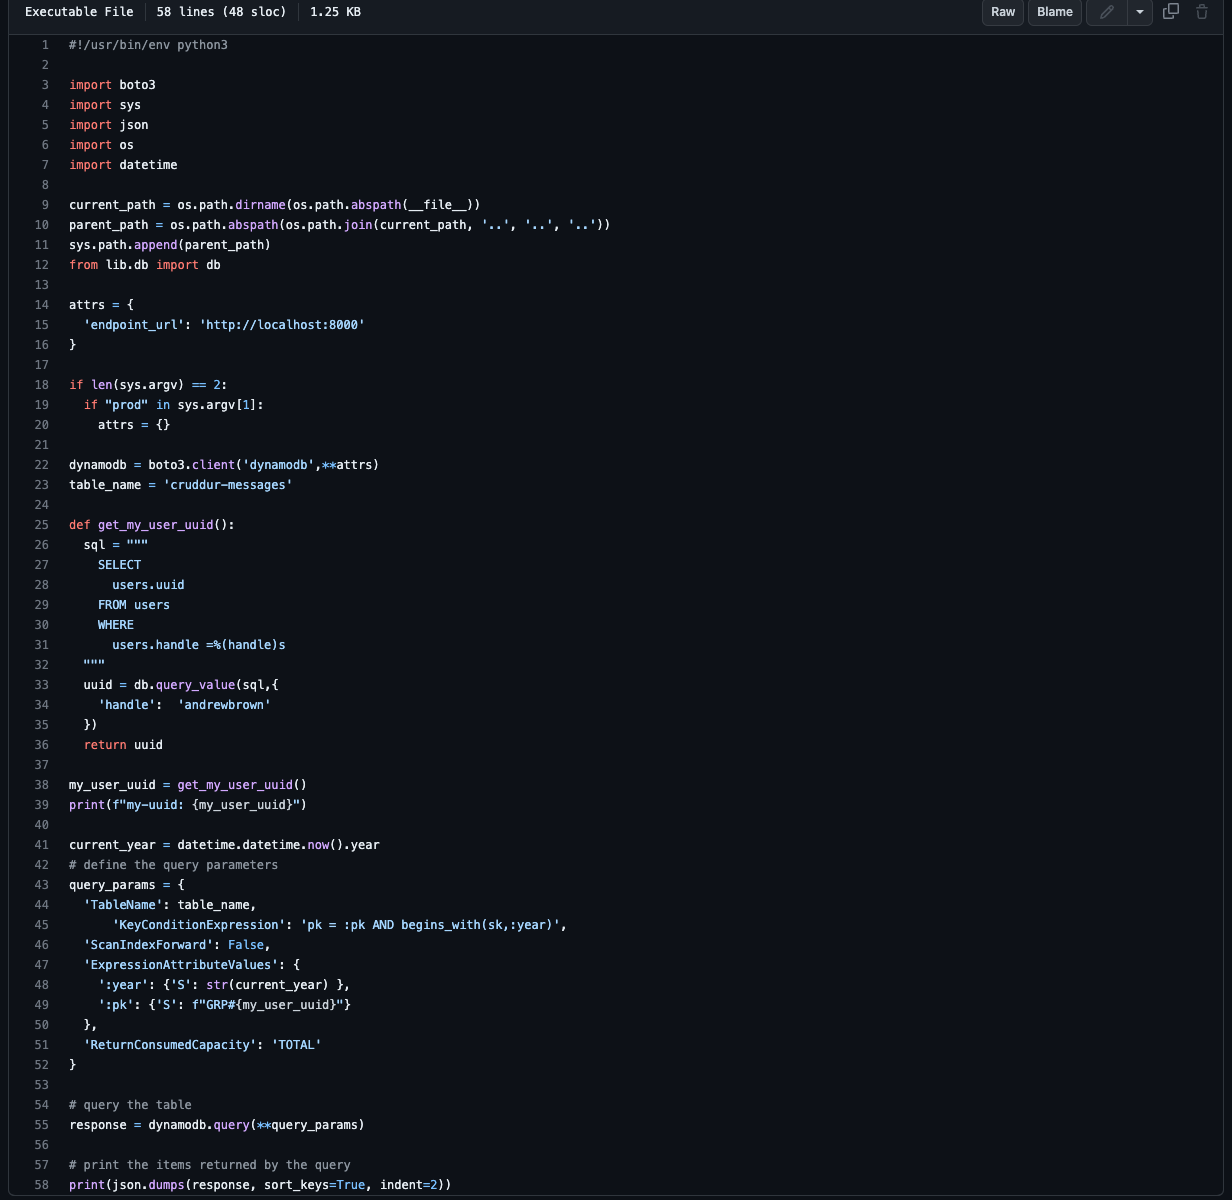 Executable File 58 lines (48 sloc) 1.25 KB Raw Blame
1 #!/usr/bin/env python3
2
3 import boto3
4 import sys
5 import json
6 import os
7 import datetime
8
9 current_path = os.path.dirname(os.path.abspath(__file__))
10 parent_path = os.path.abspath(os.path.join(current_path, '..', '..', '..'))
11 sys.path.append(parent_path)
12 from lib.db import db
13
14 attrs = {
15   'endpoint_url': 'http://localhost:8000'
16 }
17
18 if len(sys.argv) == 2:
19   if "prod" in sys.argv[1]:
20     attrs = {}
21
22 dynamodb = boto3.client('dynamodb',**attrs)
23 table_name = 'cruddur-messages'
24
25 def get_my_user_uuid():
26   sql = """
27     SELECT
28       users.uuid
29     FROM users
30     WHERE
31       users.handle =%(handle)s
32   """
33   uuid = db.query_value(sql,{
34     'handle':  'andrewbrown'
35   })
36   return uuid
37
38 my_user_uuid = get_my_user_uuid()
39 print(f"my-uuid: {my_user_uuid}")
40
41 current_year = datetime.datetime.now().year
42 # define the query parameters
43 query_params = {
44   'TableName': table_name,
45       'KeyConditionExpression': 'pk = :pk AND begins_with(sk,:year)',
46   'ScanIndexForward': False,
47   'ExpressionAttributeValues': {
48     ':year': {'S': str(current_year) },
49     ':pk': {'S': f"GRP#{my_user_uuid}"}
50   },
51   'ReturnConsumedCapacity': 'TOTAL'
52 }
53
54 # query the table
55 response = dynamodb.query(**query_params)
56
57 # print the items returned by the query
58 print(json.dumps(response, sort_keys=True, indent=2))